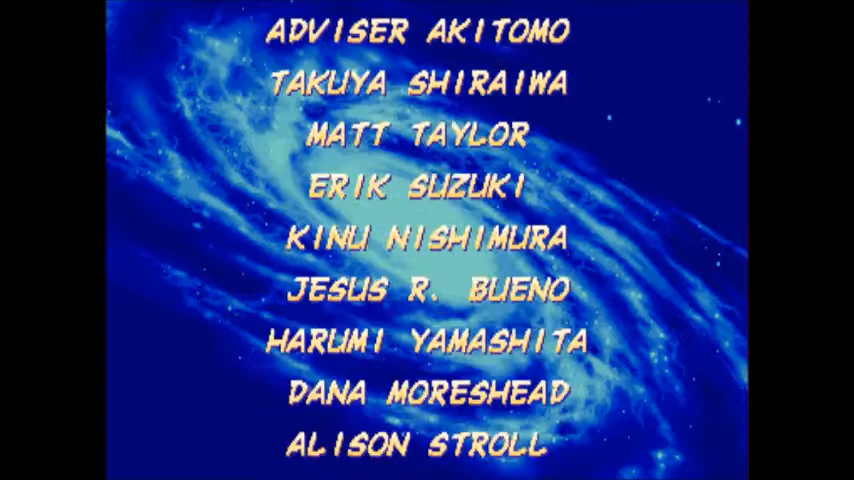 ADVISER AKITOMO
TAKUYA SHIRAIWA
MATT TAYLOR
ERIK SUZUKI
KINU NISHIMURA
JESUS R. BUENO
HARUMI YAMASHITA
DANA MORESHEAD
ALISON STROLL